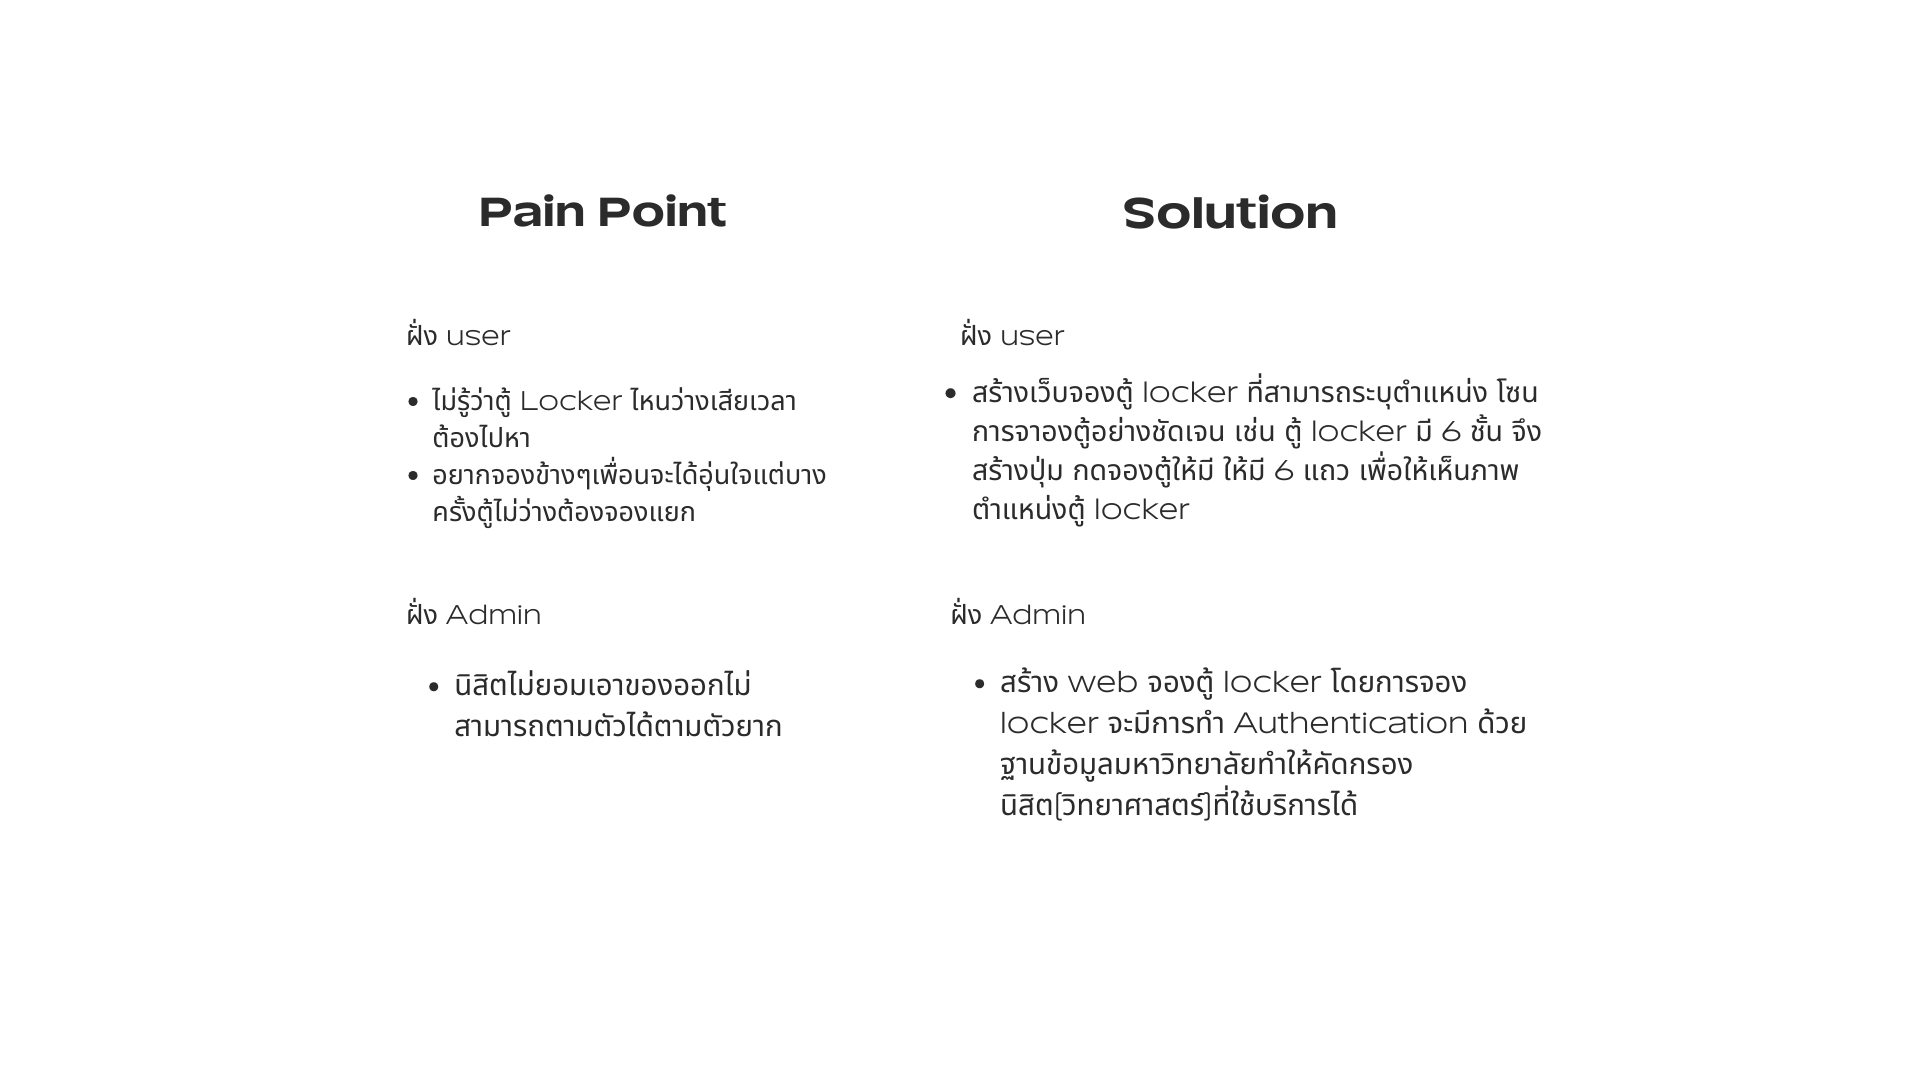 Pain Point
ฝั่ง user
ไม่รู้ว่าตู้ Locker ไหนว่างเสียเวลา
ต้องไปหา
อยากจองข้างๆเพื่อนจะได้อุ่นใจแต่บาง
ครั้งตู้ไม่ว่างต้องจองแยก
ฝั่ง Admin
นิสิตไม่ยอมเอาของออกไม่
สามารถตามตัวได้ตามตัวยาก
Solution
ฝั่ง user
สร้างเว็บจองตู้ locker ที่สามารถระบุตำแหน่ง โซน
การจาองตู้อย่างชัดเจน เช่น ตู้ locker มี 6 ชั้น จึง
สร้างปุ่ม กดจองตู้ให้มี ให้มี 6 แถว เพื่อให้เห็นภาพ
ตำแหน่งตู้ locker
ฝั่ง Admin
สร้าง web จองตู้ locker โดยการจอง
locker จะมีการทำ Authentication ด้วย
ฐานข้อมูลมหาวิทยาลัยทำให้คัดกรอง
นิสิต(วิทยาศาสตร์)ที่ใช้บริการได้